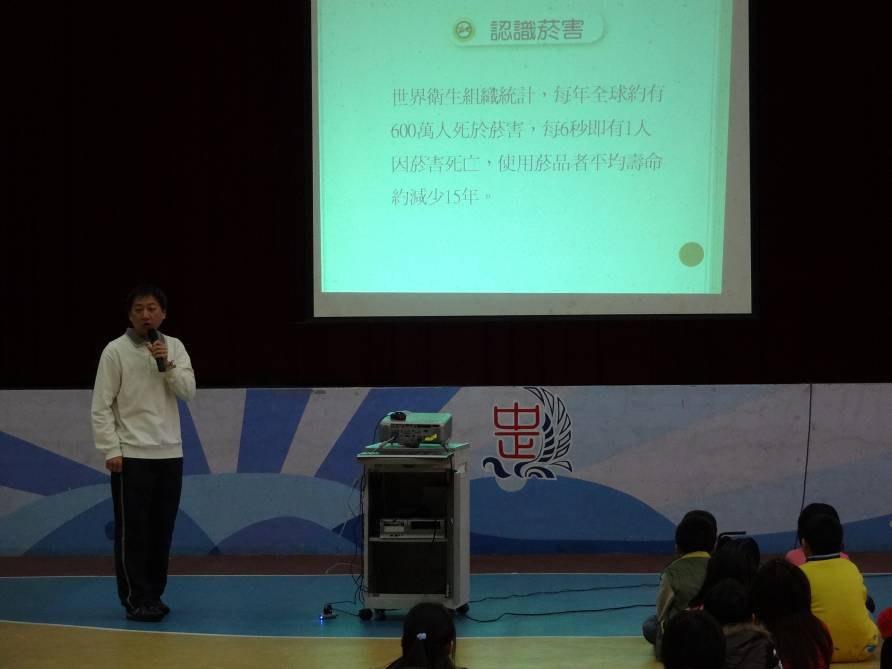 認識菸害
世界衛生組織統計，每年全球約有
600萬人死於菸害，每6秒即有1人
因菸害死亡，使用菸品者平均壽命
約減少15年。
忠